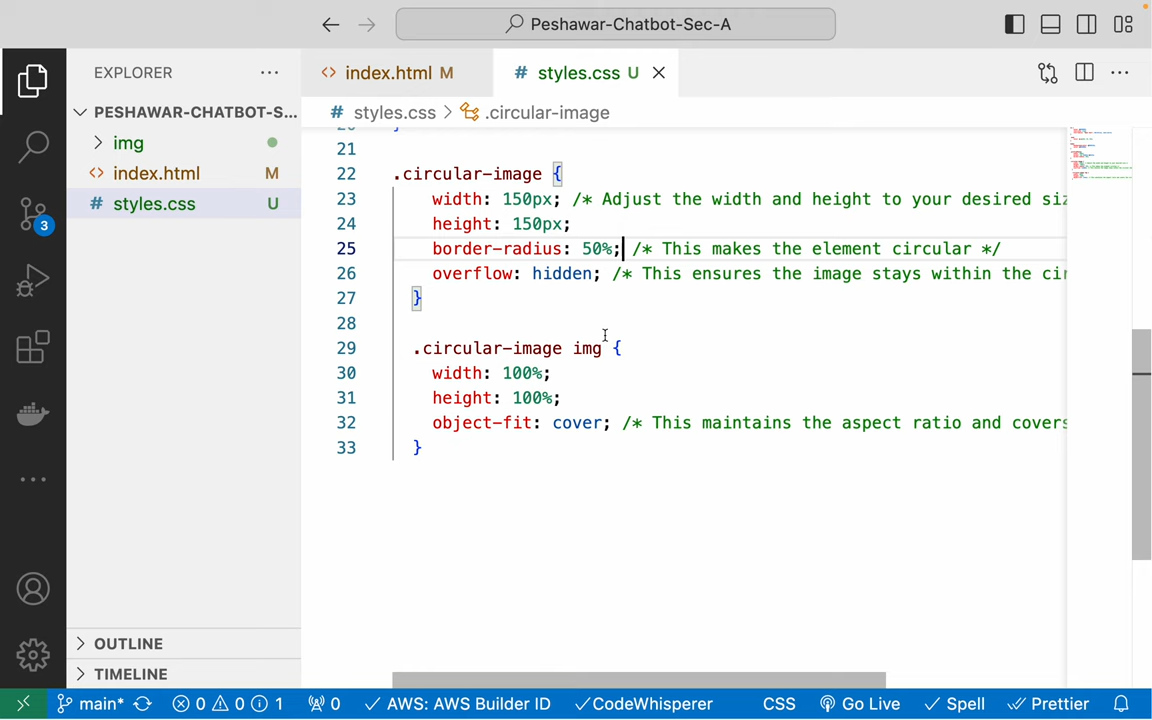 Peshawar-Chatbot-Sec-A
EXPLORER
PESHAWAR-CHATBOT-S...
img
index.html M
styles.css U
OUTLINE
TIMELINE
index.html M
# styles.css U
# styles.css > .circular-image
21
22 .circular-image {
23 width: 150px; /* Adjust the width and height to your desired siz
24 height: 150px;
25 border-radius: 50%; /* This makes the element circular */
26 overflow: hidden; /* This ensures the image stays within the cir
27 }
28
29 .circular-image img {
30 width: 100%;
31 height: 100%;
32 object-fit: cover; /* This maintains the aspect ratio and covers
33 }
3
main* 0 0 1 0 AWS: AWS Builder ID CodeWhisperer CSS Go Live Spell Prettier